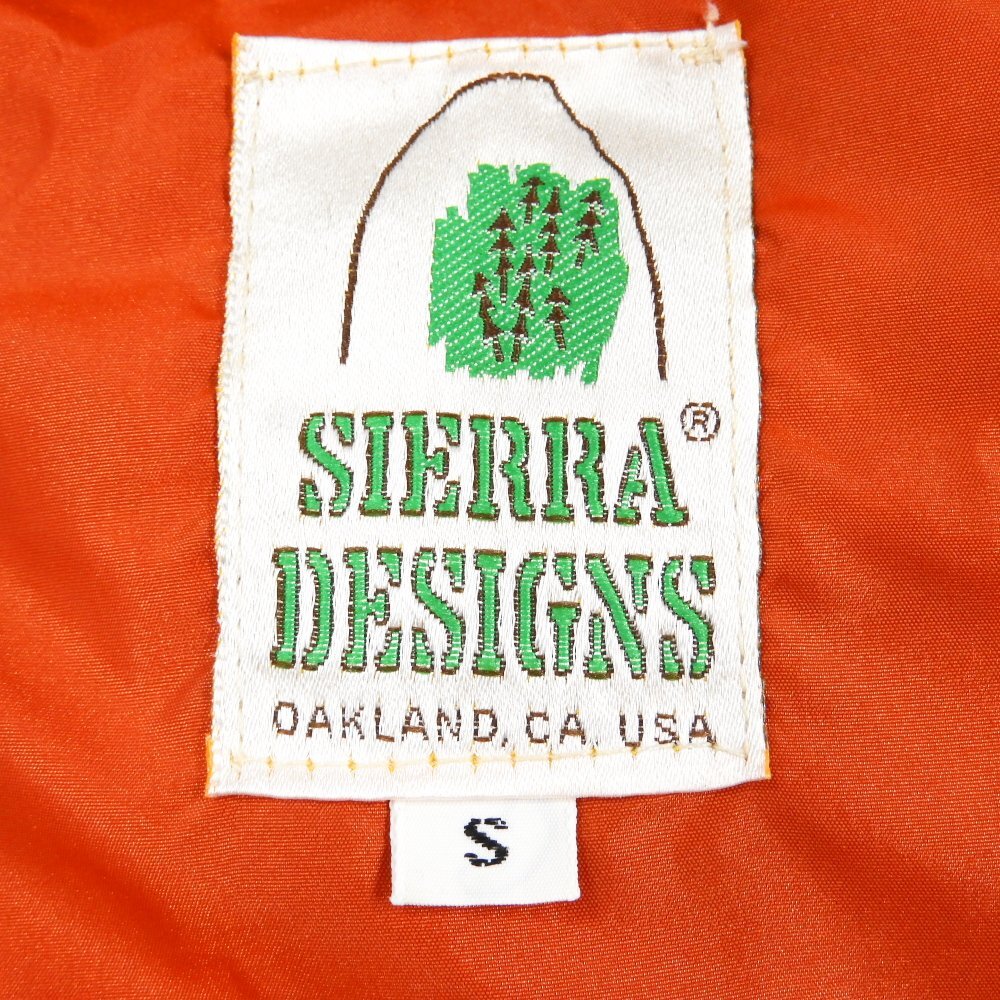 SIERRA®
DESIGNS
OAKLAND, CA USA
S